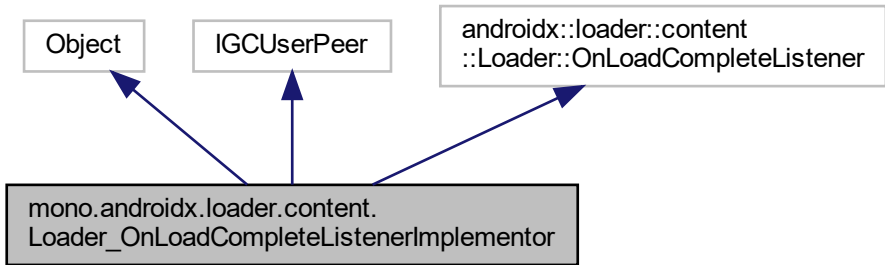 Object
IGCUserPeer
androidx::loader::content
::Loader::OnLoadCompleteListener
mono.androidx.loader.content.
Loader_OnLoadCompleteListenerImplementor